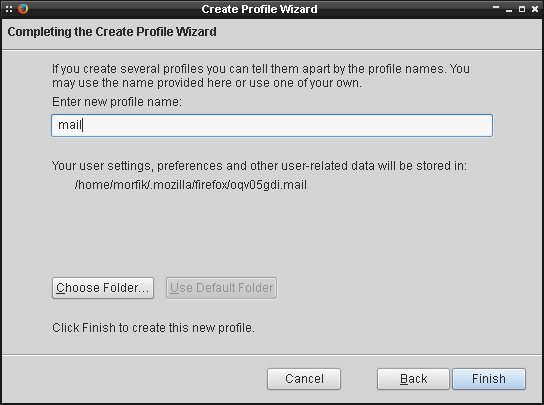 Create Profile Wizard
Completing the Create Profile Wizard
If you create several profiles you can tell them apart by the profile names. You
may use the name provided here or use one of your own.
Enter new profile name:
mail
Your user settings, preferences and other user-related data will be stored in:
/home/morfik/.mozilla/firefox/oqv05gdi.mail
Choose Folder... Use Default Folder
Click Finish to create this new profile.
Cancel Back Finish